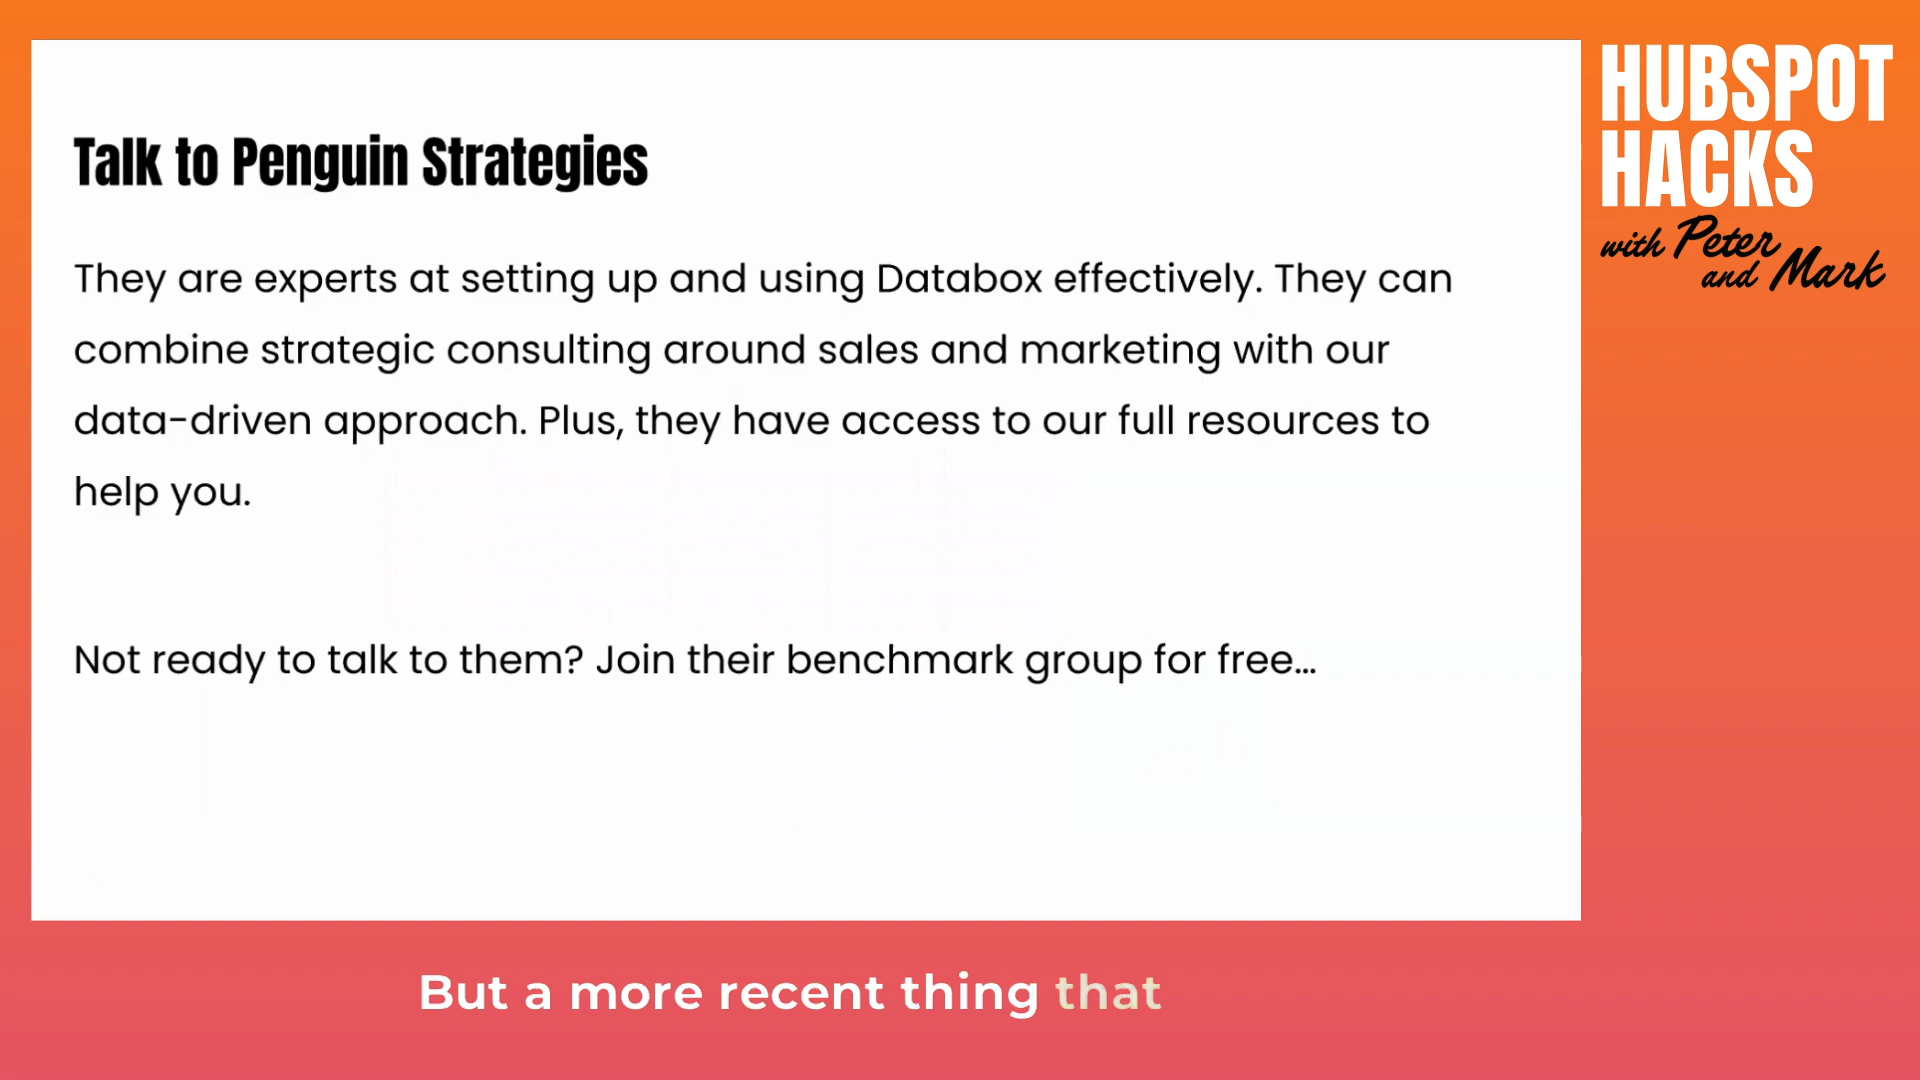 HUBSPOT
HACKS
with Peter
and Mark
Talk to Penguin Strategies
They are experts at setting up and using Databox effectively. They can
combine strategic consulting around sales and marketing with our
data-driven approach. Plus, they have access to our full resources to
help you.
Not ready to talk to them? Join their benchmark group for free...
But a more recent thing that